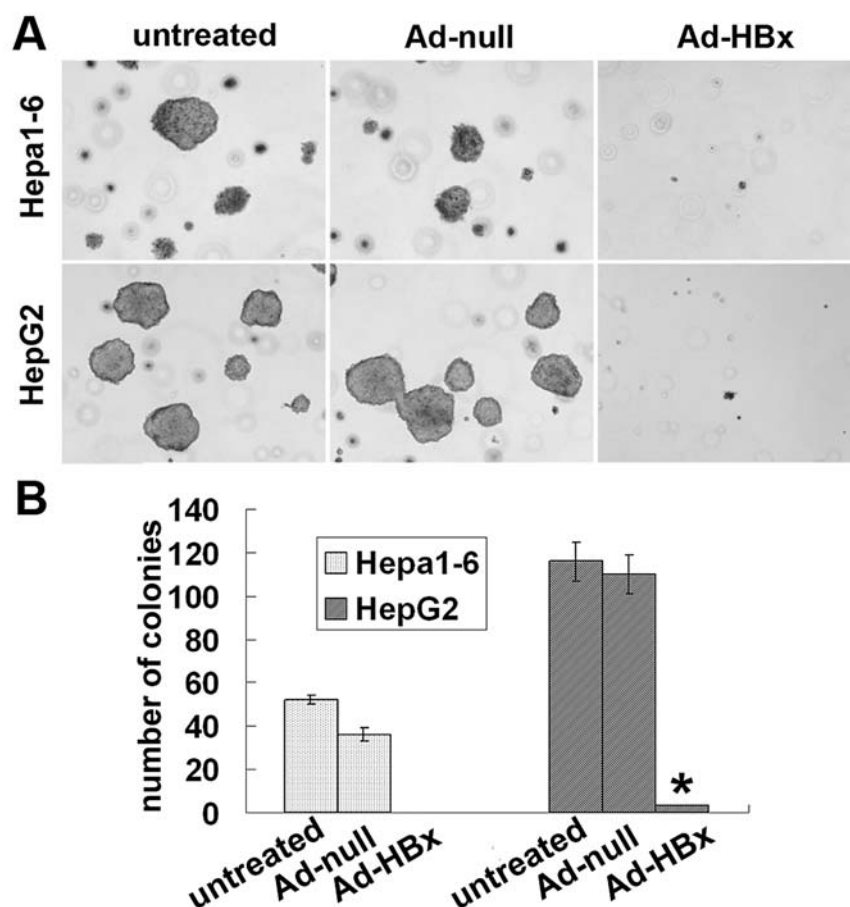 A
untreated Ad-null Ad-HBx
Hepa1-6
HepG2
B
number of colonies
140
120
100
80
60
40
20
0
Hepa1-6
HepG2
*
untreated Ad-null Ad-HBx untreated Ad-null Ad-HBx